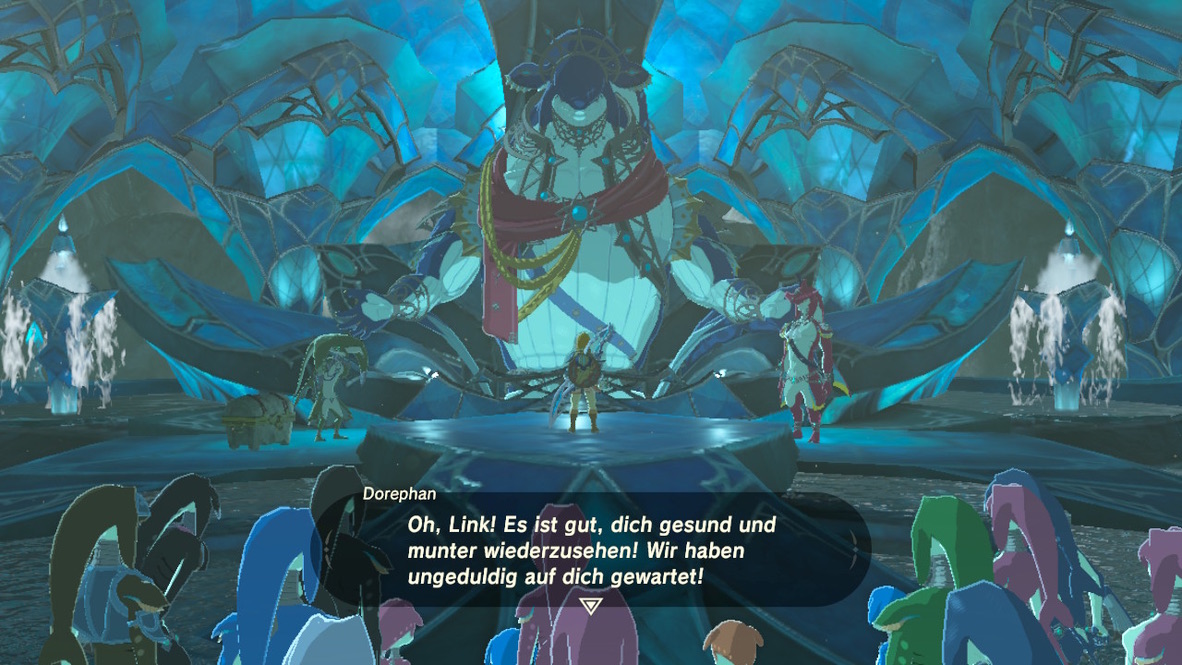 Dorephan
Oh, Link! Es ist gut, dich gesund und
munter wiederzusehen! Wir haben
ungeduldig auf dich gewartet!